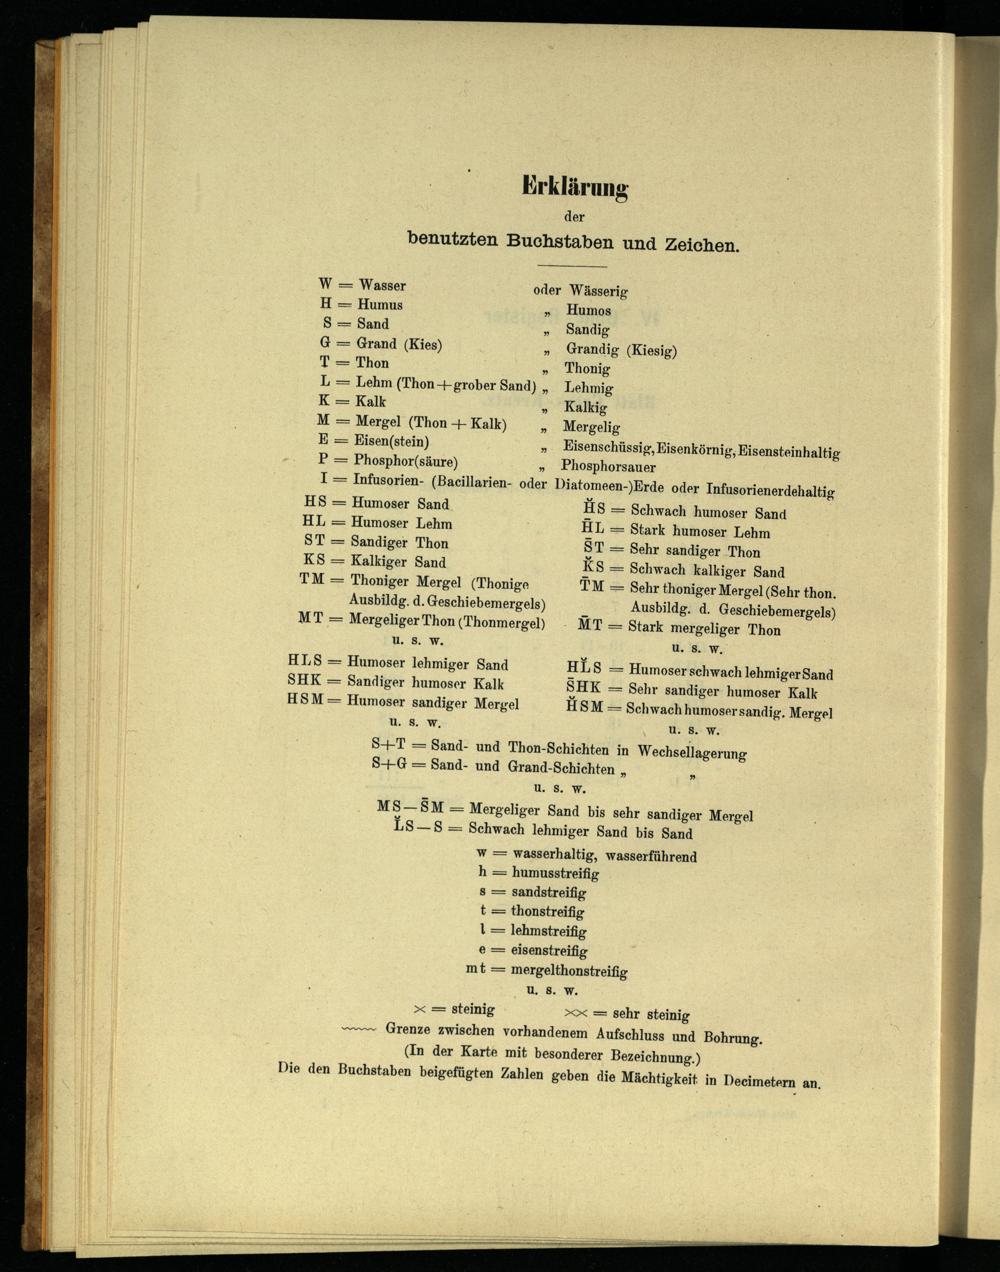 Erklärung
der
benutzten Buchstaben und Zeichen.
W = Wasser oder Wässerig
H = Humus „ Humos
S = Sand „ Sandig
G = Grand (Kies) „ Grandig (Kiesig)
T = Thon „ Thonig
L = Lehm (Thon + grober Sand) „ Lehmig
K = Kalk „ Kalkig
M = Mergel (Thon + Kalk) „ Mergelig
E = Eisen(stein) „ Eisenschüssig, Eisenkörnig, Eisensteinhaltig
P = Phosphor(säure) „ Phosphorsauer
I = Infusorien- (Bacillarien- oder Diatomeen-)Erde oder Infusorienerdehaltig
HS = Humoser Sand
HL = Humoser Lehm
ST = Sandiger Thon
KS = Kalkiger Sand
TM = Thoniger Mergel (Thonige
Ausbildg. d. Geschiebemergels)
MT = Mergeliger Thon (Thonmergel)
u. s. w.
H̆S = Schwach humoser Sand
H̄L = Stark humoser Lehm
S̄T = Sehr sandiger Thon
K̆S = Schwach kalkiger Sand
T̄M = Sehr thoniger Mergel (Sehr thon.
Ausbildg. d. Geschiebemergels)
M̄T = Stark mergeliger Thon
u. s. w.
HLS = Humoser lehmiger Sand
SHK = Sandiger humoser Kalk
HSM = Humoser sandiger Mergel
u. s. w.
HL̆S = Humoser schwach lehmiger Sand
S̄HK = Sehr sandiger humoser Kalk
H̆SM = Schwach humoser sandig. Mergel
u. s. w.
S+T = Sand- und Thon-Schichten in Wechsellagerung
S+G = Sand- und Grand-Schichten „ „
u. s. w.
MS — S̄M = Mergeliger Sand bis sehr sandiger Mergel
L̆S — S = Schwach lehmiger Sand bis Sand
w = wasserhaltig, wasserführend
h = humusstreifig
s = sandstreifig
t = thonstreifig
l = lehmstreifig
e = eisenstreifig
mt = mergelthonstreifig
u. s. w.
× = steinig ×× = sehr steinig
Grenze zwischen vorhandenem Aufschluss und Bohrung.
(In der Karte mit besonderer Bezeichnung.)
Die den Buchstaben beigefügten Zahlen geben die Mächtigkeit in Decimetern an.